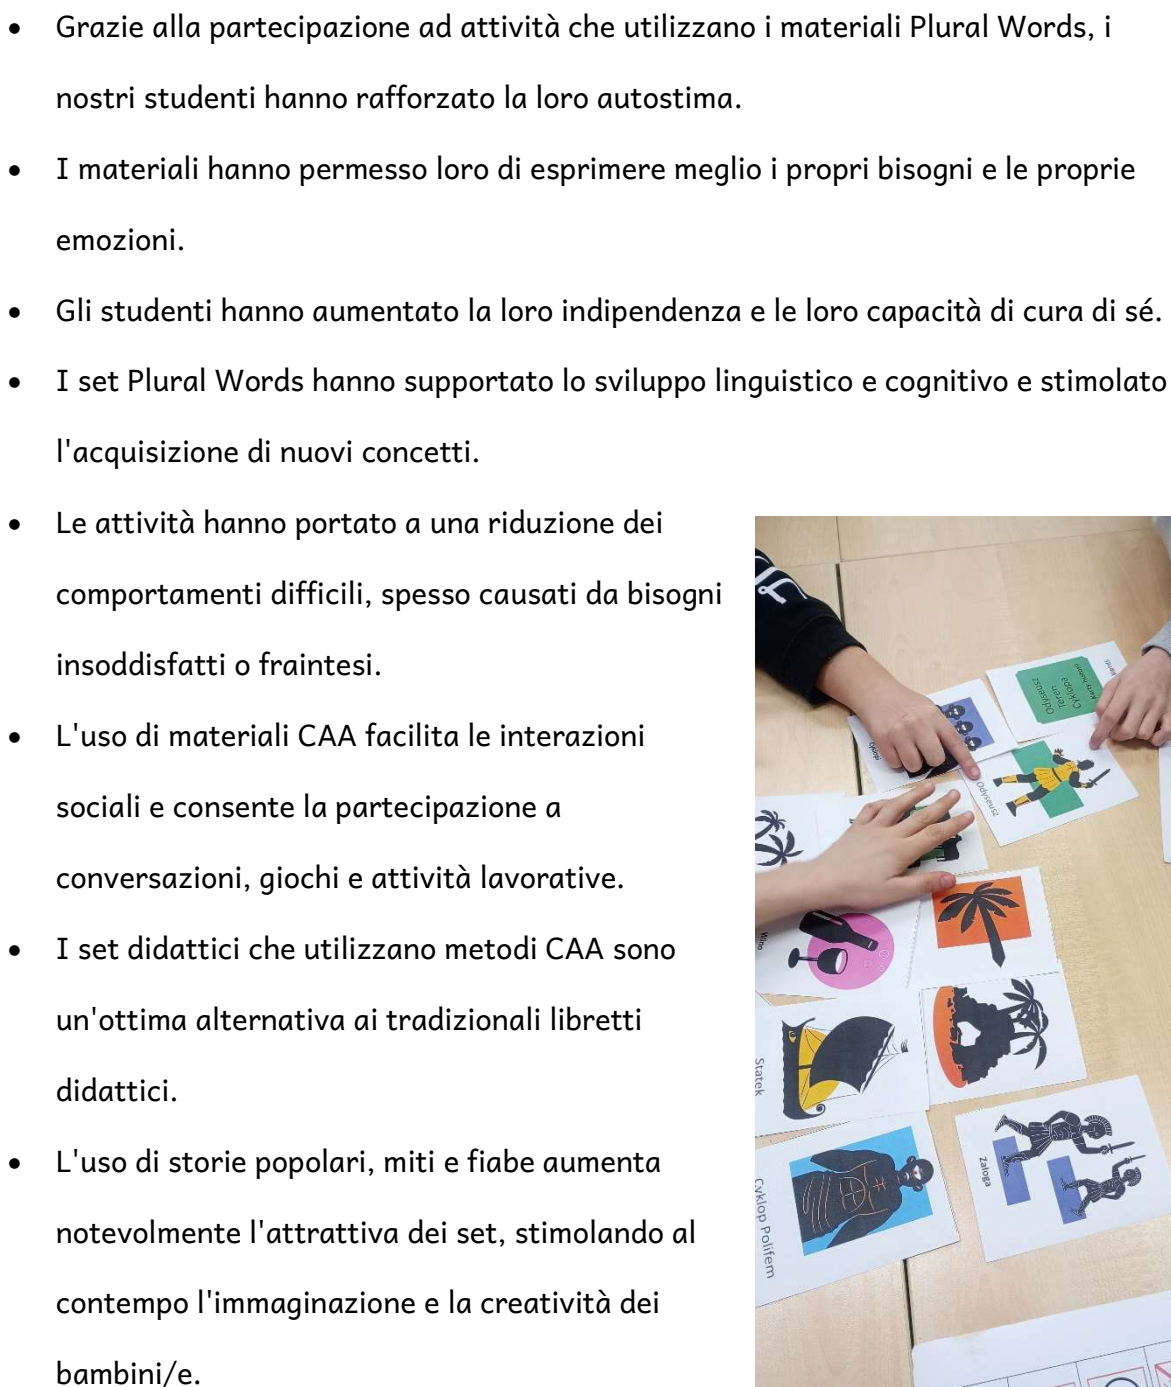 • Grazie alla partecipazione ad attività che utilizzano i materiali Plural Words, i
nostri studenti hanno rafforzato la loro autostima.
• I materiali hanno permesso loro di esprimere meglio i propri bisogni e le proprie
emozioni.
• Gli studenti hanno aumentato la loro indipendenza e le loro capacità di cura di sé.
• I set Plural Words hanno supportato lo sviluppo linguistico e cognitivo e stimolato
l'acquisizione di nuovi concetti.
• Le attività hanno portato a una riduzione dei
comportamenti difficili, spesso causati da bisogni
insoddisfatti o fraintesi.
• L'uso di materiali CAA facilita le interazioni
sociali e consente la partecipazione a
conversazioni, giochi e attività lavorative.
• I set didattici che utilizzano metodi CAA sono
un'ottima alternativa ai tradizionali libretti
didattici.
• L'uso di storie popolari, miti e fiabe aumenta
notevolmente l'attrattiva dei set, stimolando al
contempo l'immaginazione e la creatività dei
bambini/e.
Odyseusz
Teren
Cyklopa
Odyseusz
Wino
Statek
Załoga
Cyklop Polifem